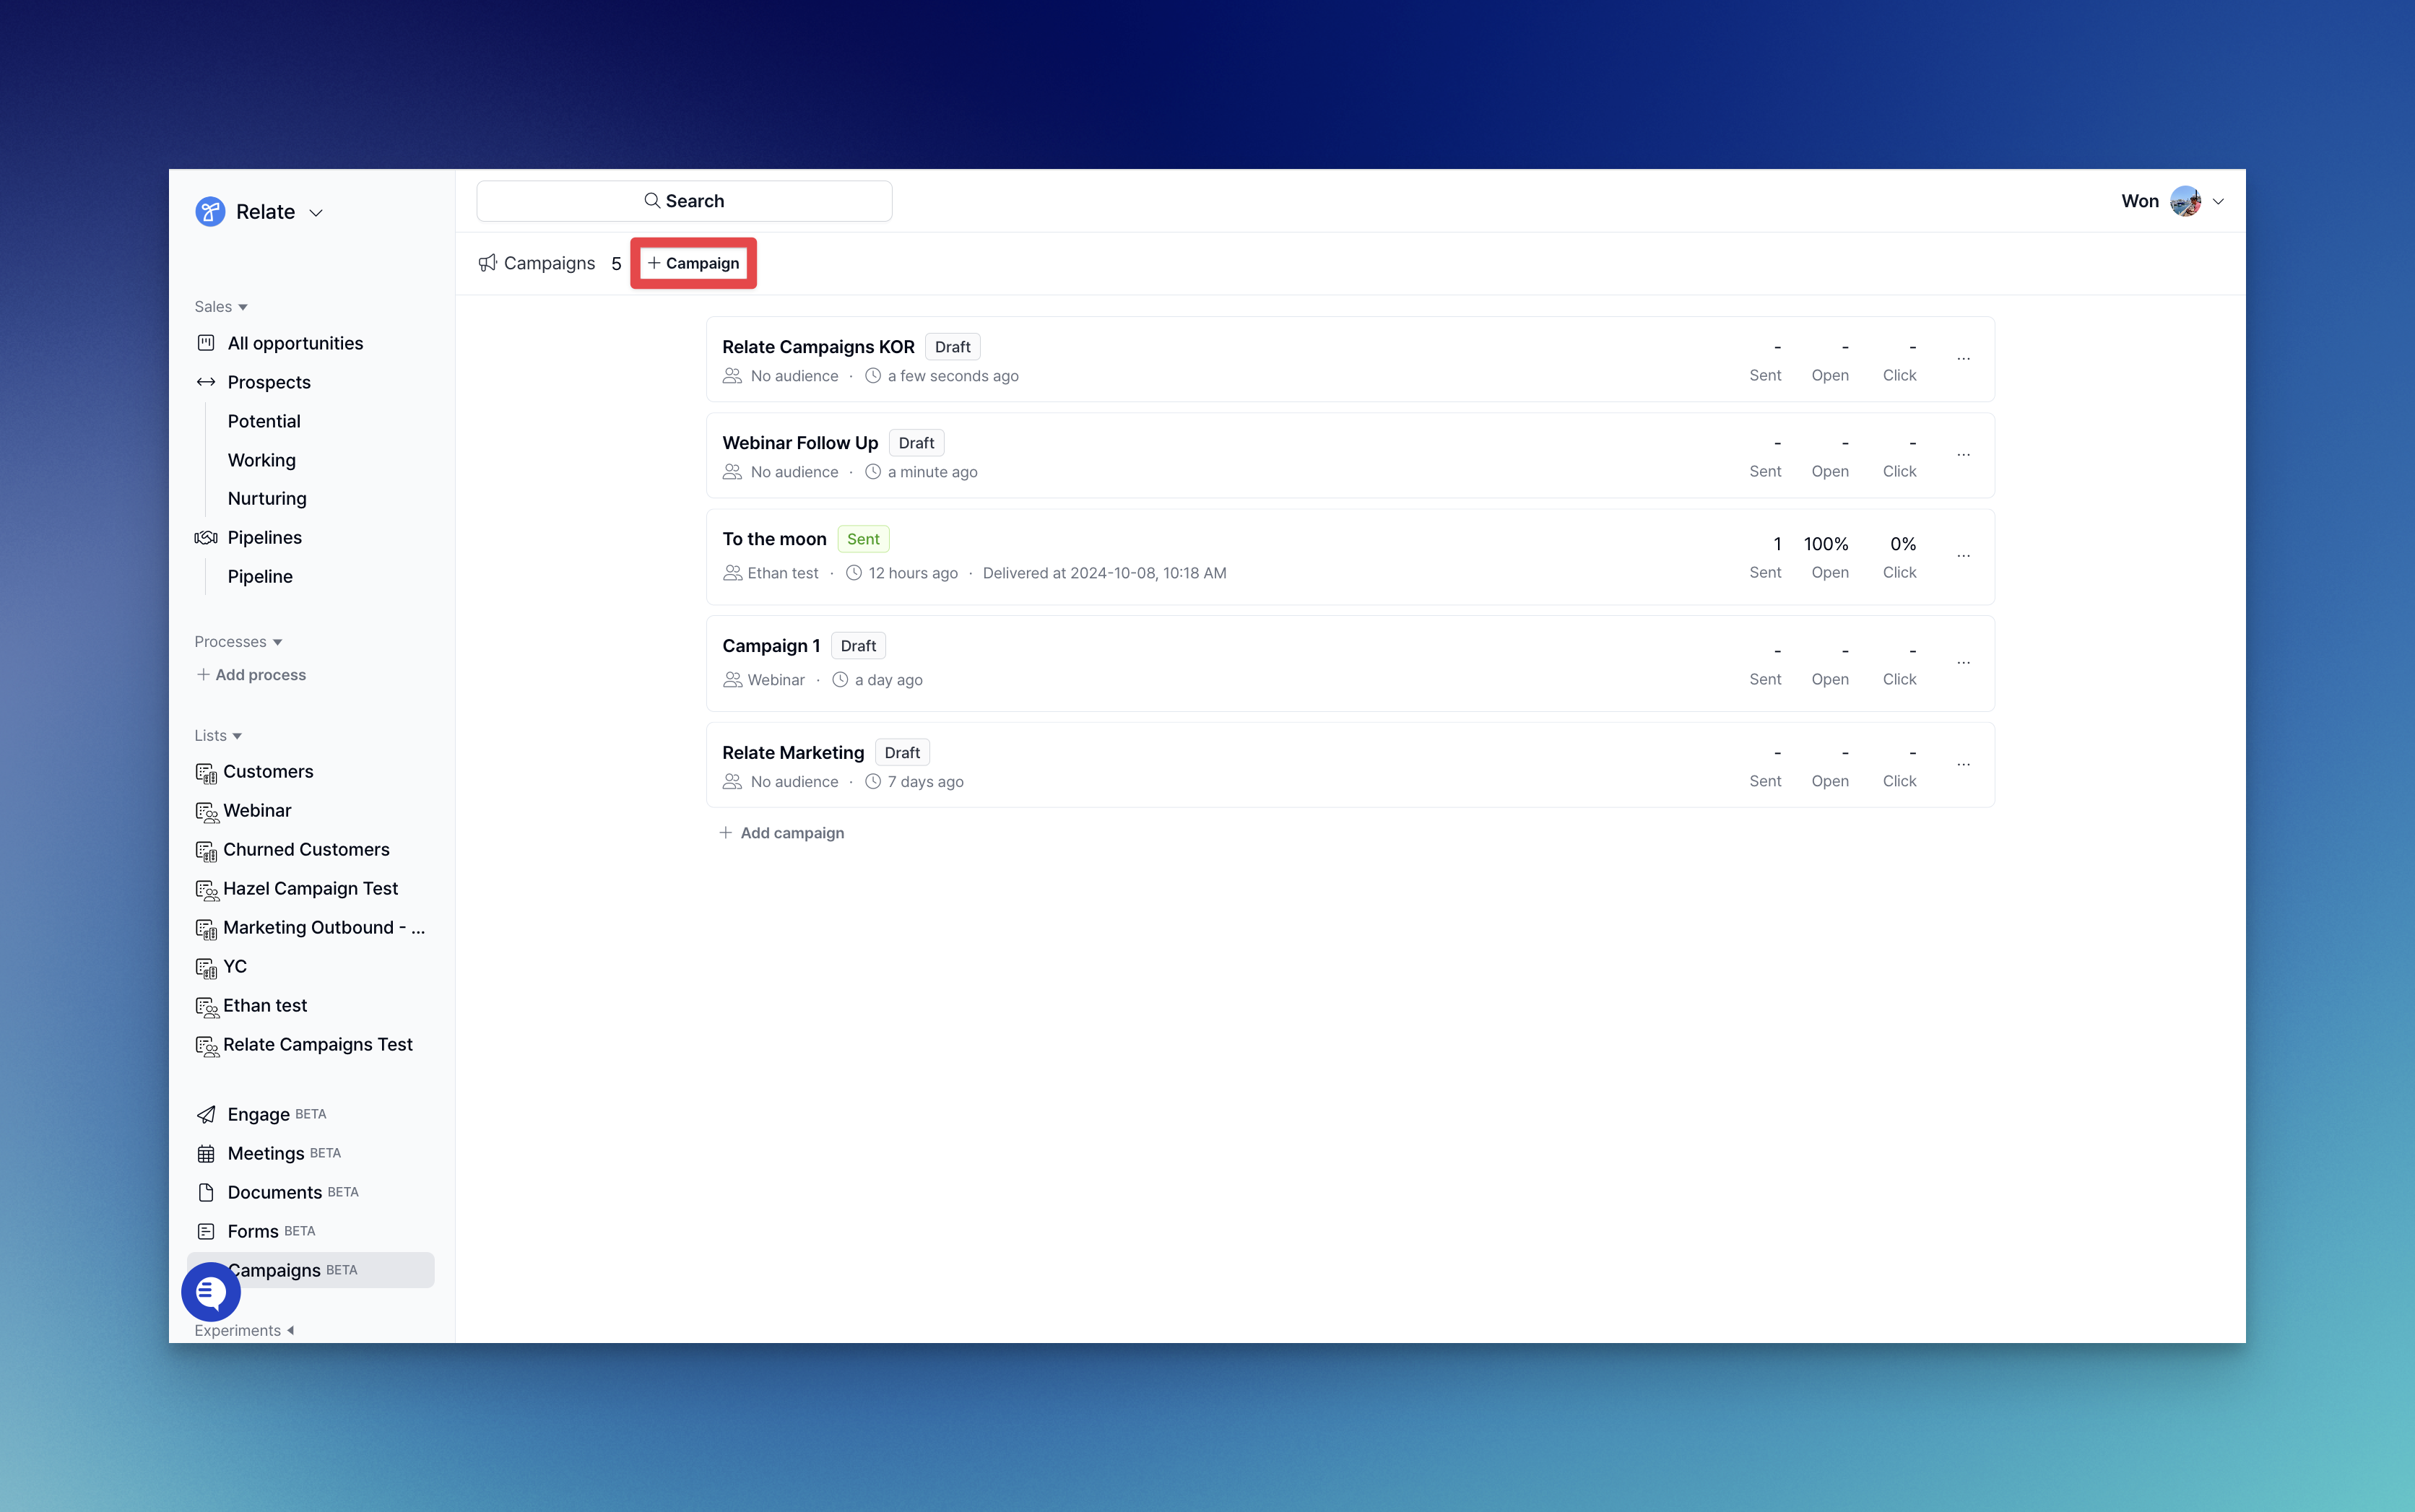 Relate
Search
Won
Campaigns 5 + Campaign
Sales
All opportunities
Prospects
Potential
Working
Nurturing
Pipelines
Pipeline
Processes
+ Add process
Lists
Customers
Webinar
Churned Customers
Hazel Campaign Test
Marketing Outbound - ...
YC
Ethan test
Relate Campaigns Test
Engage BETA
Meetings BETA
Documents BETA
Forms BETA
Campaigns BETA
Experiments
Relate Campaigns KOR Draft
No audience · a few seconds ago
- - -
Sent Open Click
...
Webinar Follow Up Draft
No audience · a minute ago
- - -
Sent Open Click
...
To the moon Sent
Ethan test · 12 hours ago · Delivered at 2024-10-08, 10:18 AM
1 100% 0%
Sent Open Click
...
Campaign 1 Draft
Webinar · a day ago
- - -
Sent Open Click
...
Relate Marketing Draft
No audience · 7 days ago
- - -
Sent Open Click
...
+ Add campaign